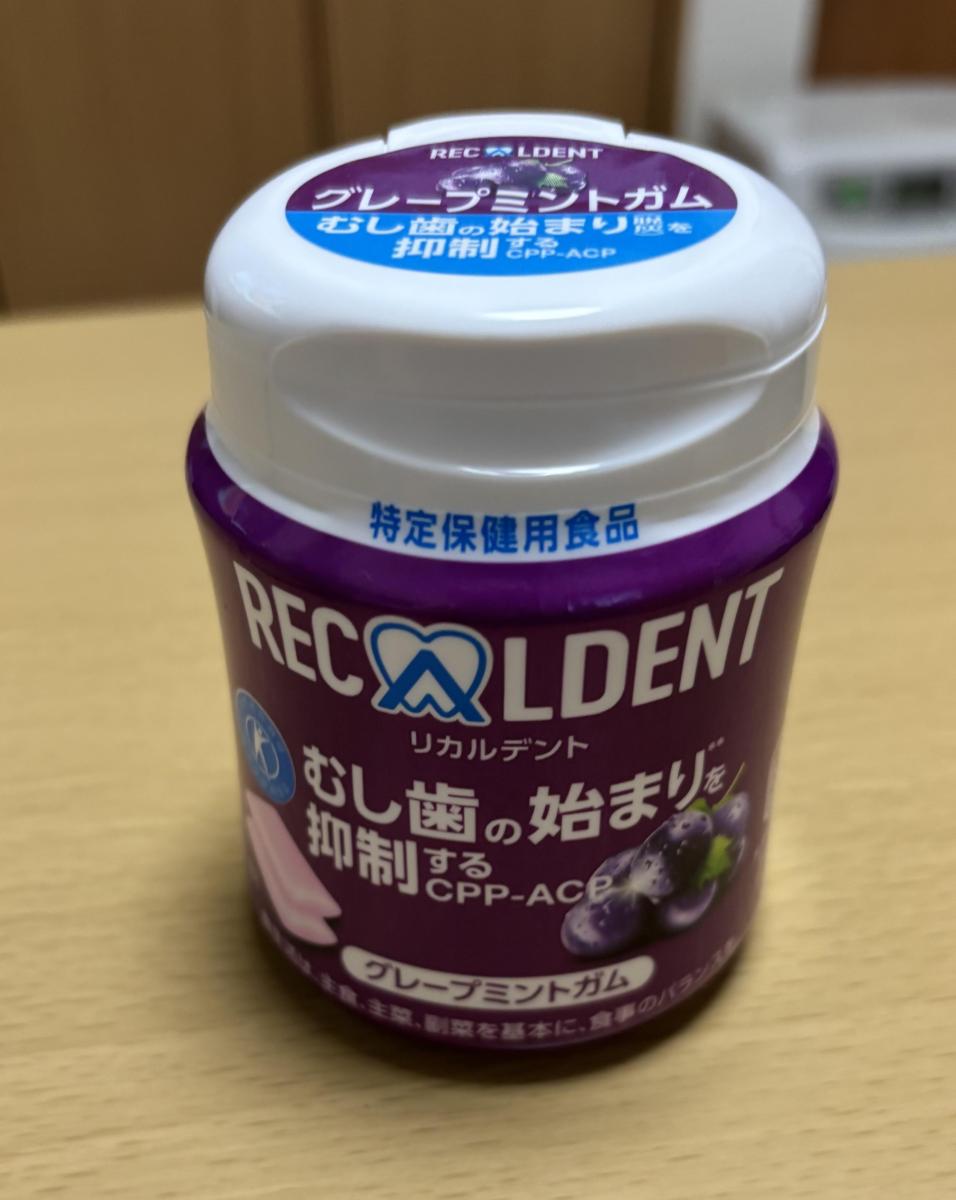 RECALDENT
グレープミントガム
むし歯の始まり脱灰を
抑制する
CPP-ACP
特定保健用食品
RECALDENT
リカルデント
むし歯の始まり※※を
抑制する
CPP-ACP
グレープミントガム
主食、主菜、副菜を基本に、食事のバランスを